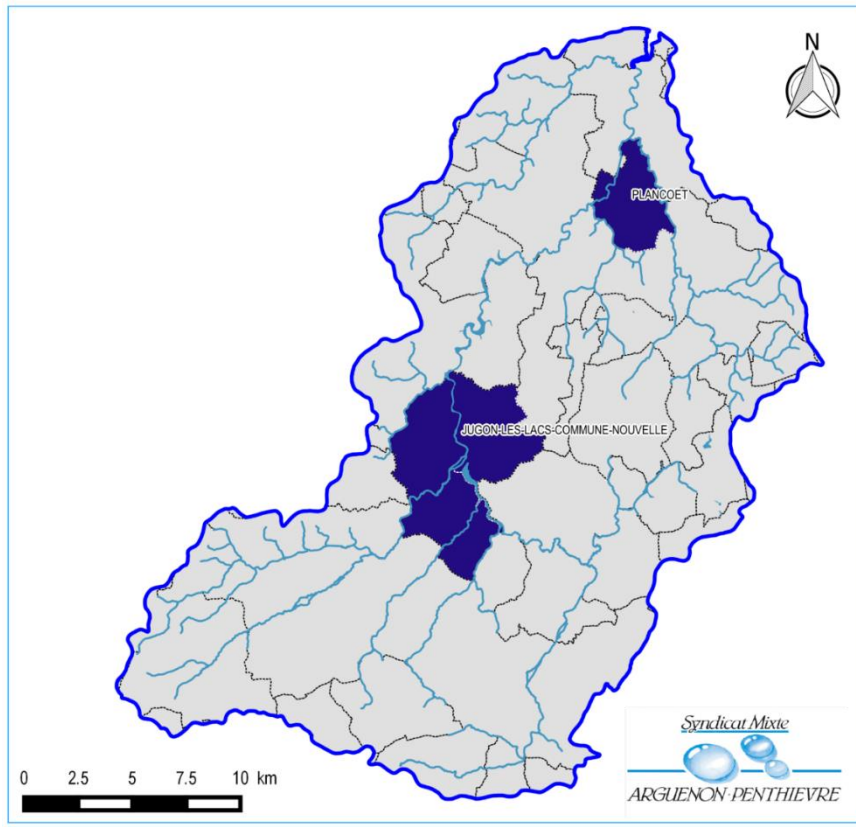 N
PLANCOËT
JUGON-LES-LACS-COMMUNE-NOUVELLE
0 2.5 5 7.5 10 km
Syndicat Mixte
ARGUENON-PENTHIEVRE